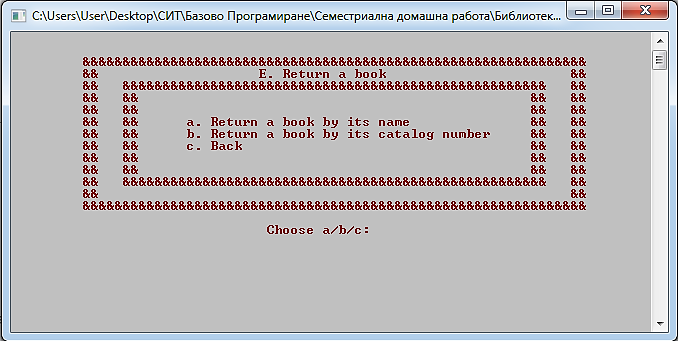 C:\Users\User\Desktop\СИТ\Базово Програмиране\Семестриална домашна работа\Библиотек...
&&&&&&&&&&&&&&&&&&&&&&&&&&&&&&&&&&&&&&&&&&&&&&&&&&&&&&&&&&&&&&&
&& E. Return a book &&
&& &&&&&&&&&&&&&&&&&&&&&&&&&&&&&&&&&&&&&&&&&&&&&&&&&&&&& &&
&& && && &&
&& && && &&
&& && a. Return a book by its name && &&
&& && b. Return a book by its catalog number && &&
&& && c. Back && &&
&& && && &&
&& && && &&
&& &&&&&&&&&&&&&&&&&&&&&&&&&&&&&&&&&&&&&&&&&&&&&&&&&&&&& &&
&& &&
&&&&&&&&&&&&&&&&&&&&&&&&&&&&&&&&&&&&&&&&&&&&&&&&&&&&&&&&&&&&&&&
Choose a/b/c: